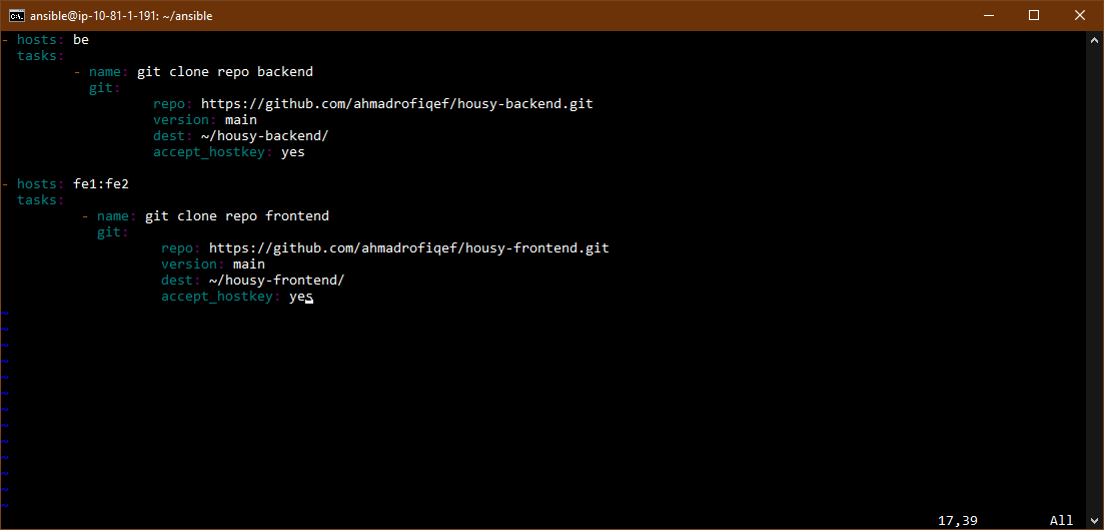 ansible@ip-10-81-1-191: ~/ansible
- hosts: be
  tasks:
         - name: git clone repo backend
           git:
                   repo: https://github.com/ahmadrofiqef/housy-backend.git
                   version: main
                   dest: ~/housy-backend/
                   accept_hostkey: yes

- hosts: fe1:fe2
  tasks:
          - name: git clone repo frontend
            git:
                    repo: https://github.com/ahmadrofiqef/housy-frontend.git
                    version: main
                    dest: ~/housy-frontend/
                    accept_hostkey: yes
~
~
~
~
~
~
~
~
~
~
~
~
~
17,39 All